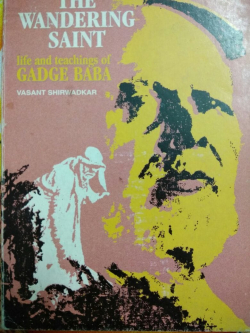 THE
WANDERING
SAINT
life and teachings of
GADGE BABA
VASANT SHIRWADKAR